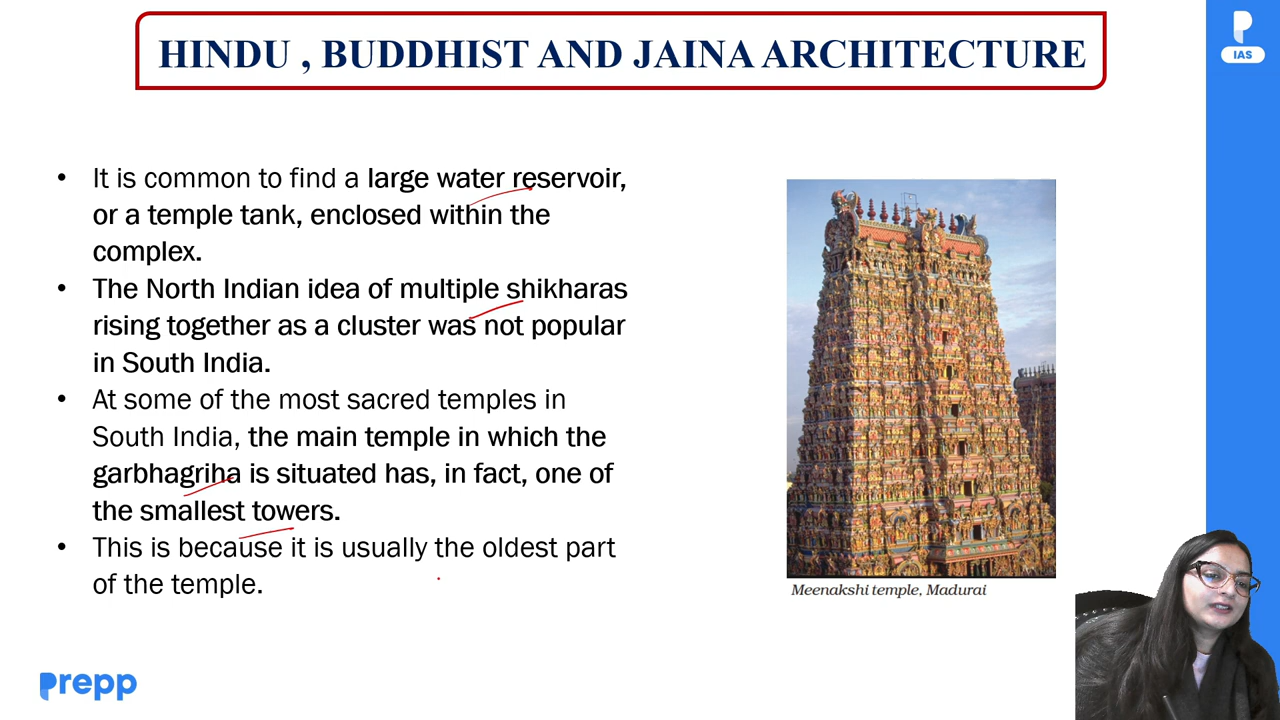 HINDU , BUDDHIST AND JAINA ARCHITECTURE
P
IAS
• It is common to find a large water reservoir,
or a temple tank, enclosed within the
complex.
• The North Indian idea of multiple shikharas
rising together as a cluster was not popular
in South India.
• At some of the most sacred temples in
South India, the main temple in which the
garbhagriha is situated has, in fact, one of
the smallest towers.
• This is because it is usually the oldest part
of the temple.
Meenakshi temple, Madurai
prepp